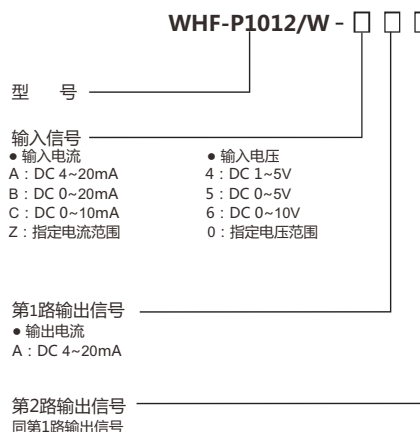 WHF-P1012/W - □ □ □
型 号
输入信号
● 输入电流
A：DC 4~20mA
B：DC 0~20mA
C：DC 0~10mA
Z：指定电流范围
● 输入电压
4：DC 1~5V
5：DC 0~5V
6：DC 0~10V
0：指定电压范围
第1路输出信号
● 输出电流
A：DC 4~20mA
第2路输出信号
同第1路输出信号